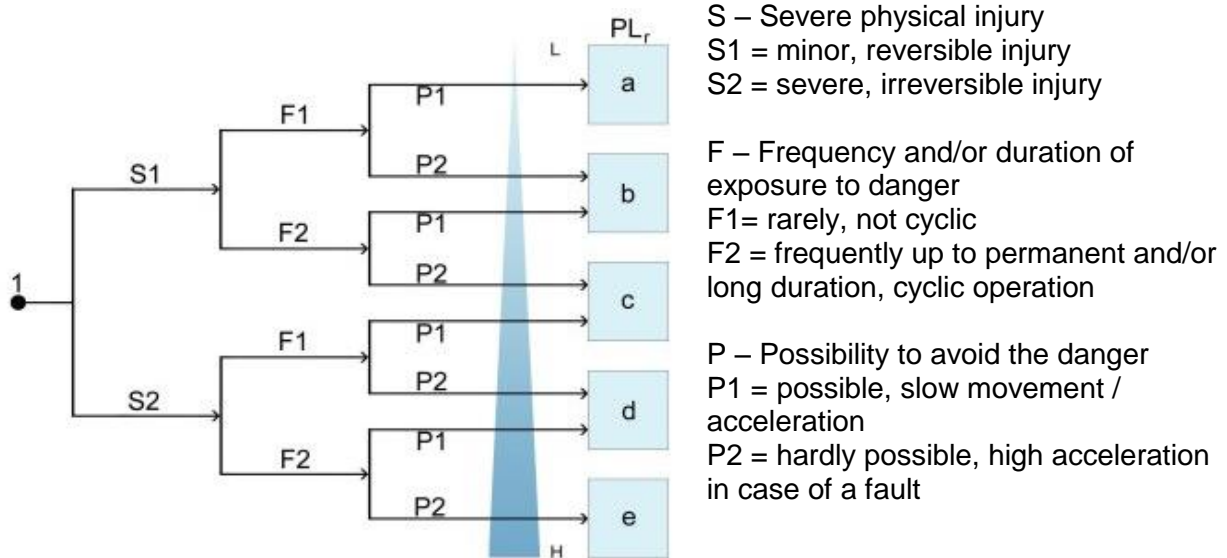 PLr
L
a
P1
F1
P2
S1
b
P1
F2
P2
1
c
P1
F1
P2
S2
d
P1
F2
P2
e
H
S – Severe physical injury
S1 = minor, reversible injury
S2 = severe, irreversible injury
F – Frequency and/or duration of
exposure to danger
F1= rarely, not cyclic
F2 = frequently up to permanent and/or
long duration, cyclic operation
P – Possibility to avoid the danger
P1 = possible, slow movement /
acceleration
P2 = hardly possible, high acceleration
in case of a fault